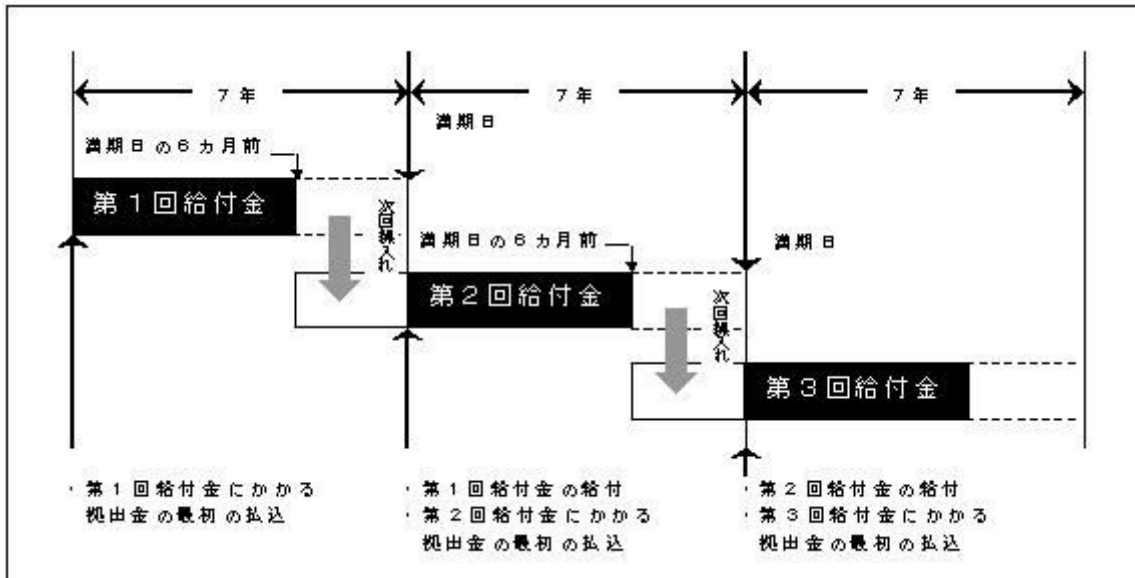 7年
7年
7年
満期日
満期日の6カ月前
第1回給付金
次回繰入れ
満期日の6カ月前
満期日
第2回給付金
次回繰入れ
第3回給付金
・第1回給付金にかかる
拠出金の最初の払込
・第1回給付金の給付
・第2回給付金にかかる
拠出金の最初の払込
・第2回給付金の給付
・第3回給付金にかかる
拠出金の最初の払込